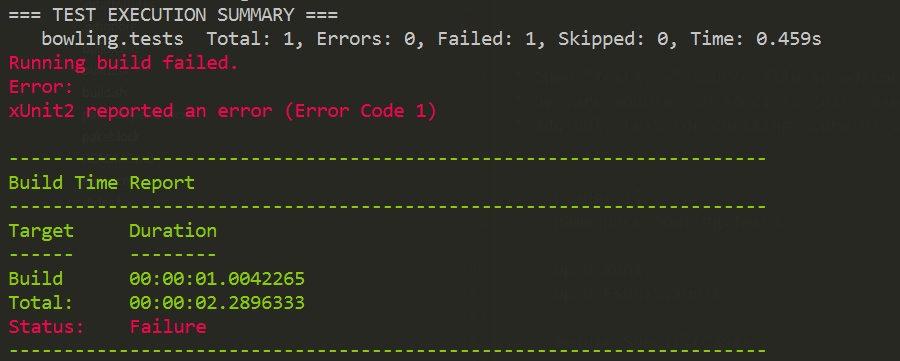 === TEST EXECUTION SUMMARY ===
bowling.tests  Total: 1, Errors: 0, Failed: 1, Skipped: 0, Time: 0.459s
Running build failed.
Error:
xUnit2 reported an error (Error Code 1)
---------------------------------------------------------------------
Build Time Report
---------------------------------------------------------------------
Target     Duration
------     --------
Build      00:00:01.0042265
Total:     00:00:02.2896333
Status:    Failure
---------------------------------------------------------------------